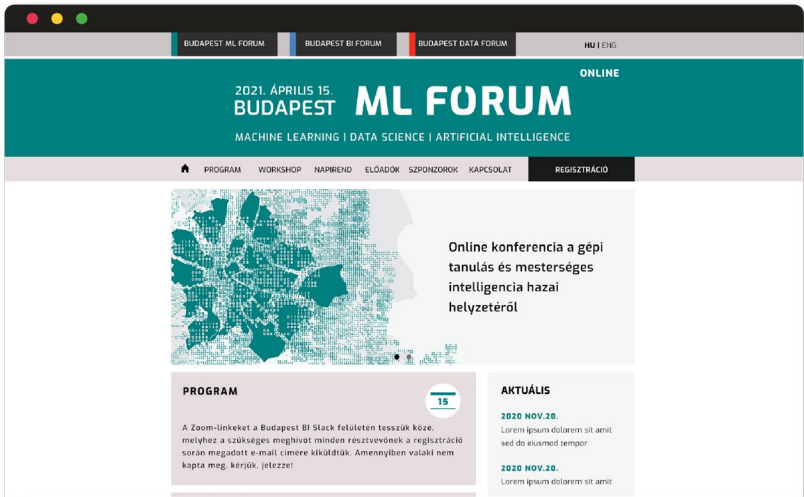 BUDAPEST ML FORUM BUDAPEST BI FORUM BUDAPEST DATA FORUM HU | ENG
ONLINE
2021. ÁPRILIS 15.
BUDAPEST ML FORUM
MACHINE LEARNING | DATA SCIENCE | ARTIFICIAL INTELLIGENCE
PROGRAM WORKSHOP NAPIREND ELŐADÓK SZPONZOROK KAPCSOLAT REGISZTRÁCIÓ
Online konferencia a gépi
tanulás és mesterséges
intelligencia hazai
helyzetéről
PROGRAM
15
A Zoom-linkeket a Budapest BI Slack felületén tesszük közé,
melyhez a szükséges meghívót minden résztvevőnek a regisztráció
során megadott e-mail címére kiküldtük. Amennyiben valaki nem
kapta meg, kérjük, jelezze!
AKTUÁLIS
2020 NOV.20.
Lorem ipsum dolorem sit amit
sed do eiusmod tempor
2020 NOV.20.
Lorem ipsum dolorem sit amit